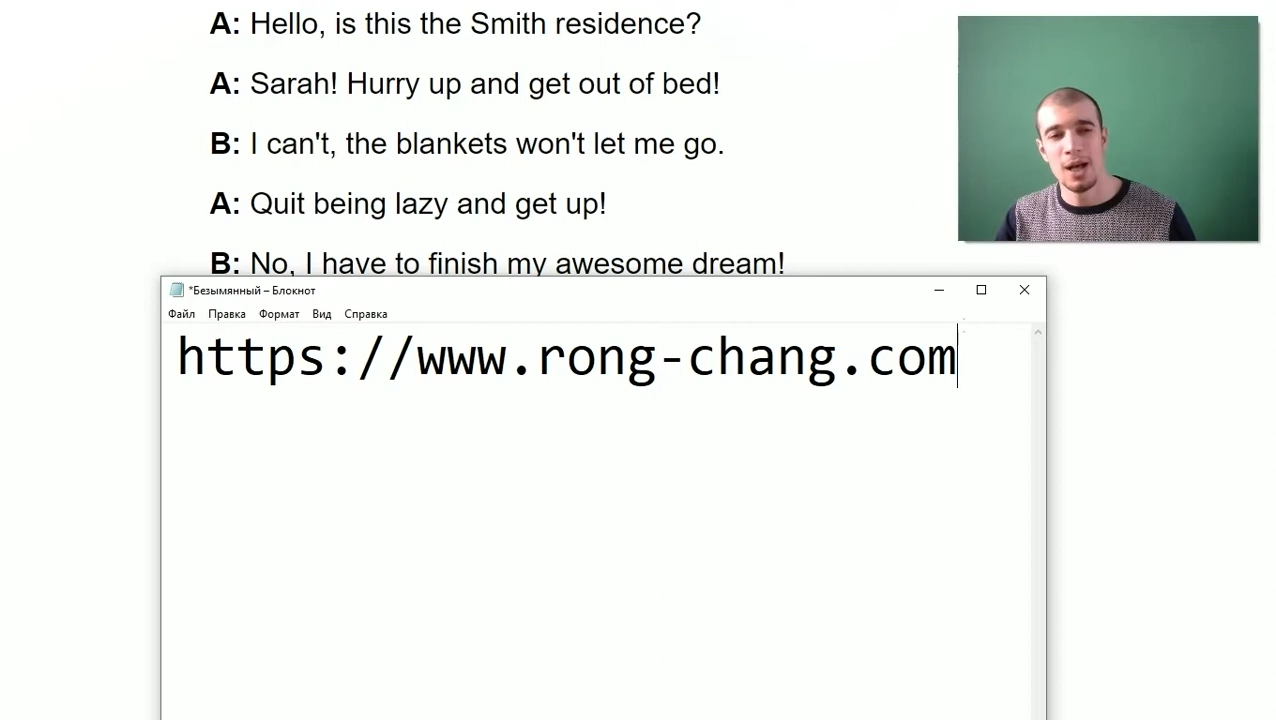 A: Hello, is this the Smith residence?
A: Sarah! Hurry up and get out of bed!
B: I can't, the blankets won't let me go.
A: Quit being lazy and get up!
B: No, I have to finish my awesome dream!
*Безымянный – Блокнот
Файл Правка Формат Вид Справка
https://www.rong-chang.com